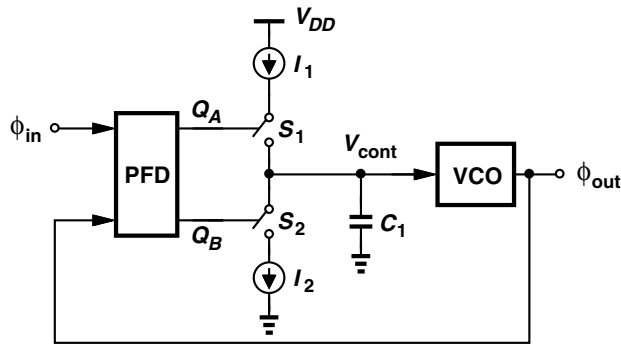 V_DD
I_1
ϕ_in
Q_A
S_1
PFD
V_cont
VCO
ϕ_out
Q_B
S_2
C_1
I_2